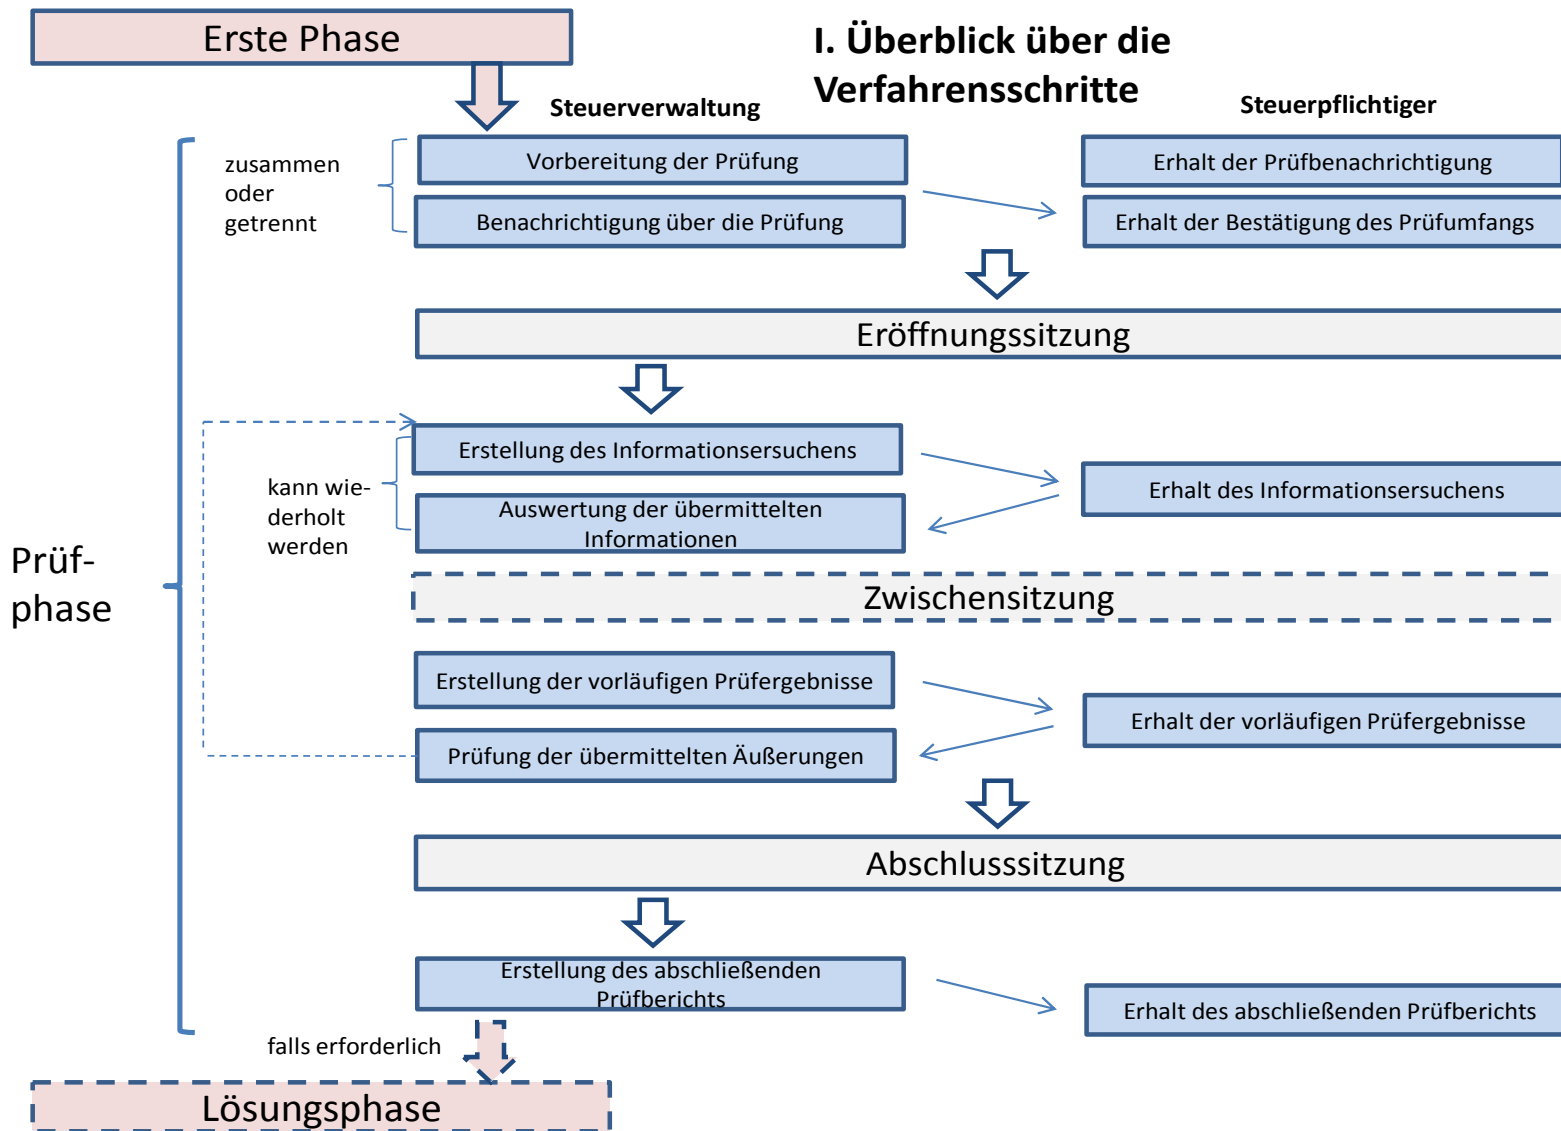 Erste Phase
I. Überblick über die
Verfahrensschritte
Steuerverwaltung
Steuerpflichtiger
zusammen
oder
getrennt
Vorbereitung der Prüfung
Erhalt der Prüfbenachrichtigung
Benachrichtigung über die Prüfung
Erhalt der Bestätigung des Prüfumfangs
Eröffnungssitzung
Erstellung des Informationsersuchens
Erhalt des Informationsersuchens
kann wie-
derholt
werden
Auswertung der übermittelten
Informationen
Prüf-
phase
Zwischensitzung
Erstellung der vorläufigen Prüfergebnisse
Erhalt der vorläufigen Prüfergebnisse
Prüfung der übermittelten Äußerungen
Abschlusssitzung
Erstellung des abschließenden
Prüfberichts
Erhalt des abschließenden Prüfberichts
falls erforderlich
Lösungsphase